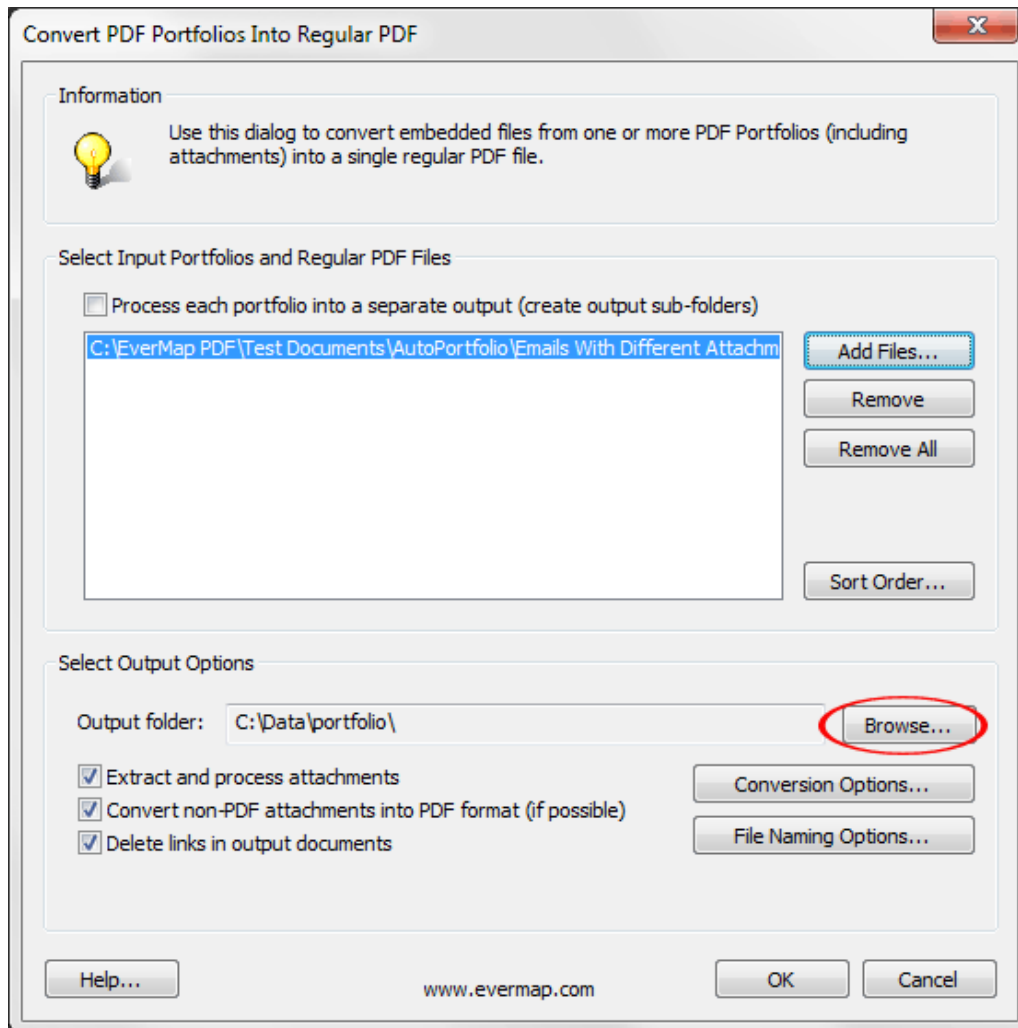 Convert PDF Portfolios Into Regular PDF
Information
Use this dialog to convert embedded files from one or more PDF Portfolios (including
attachments) into a single regular PDF file.
Select Input Portfolios and Regular PDF Files
Process each portfolio into a separate output (create output sub-folders)
C:\EverMap PDF\Test Documents\AutoPortfolio\Emails With Different Attachm
Add Files...
Remove
Remove All
Sort Order...
Select Output Options
Output folder: C:\Data\portfolio\ Browse...
Extract and process attachments
Conversion Options...
Convert non-PDF attachments into PDF format (if possible)
File Naming Options...
Delete links in output documents
Help... www.evermap.com OK Cancel